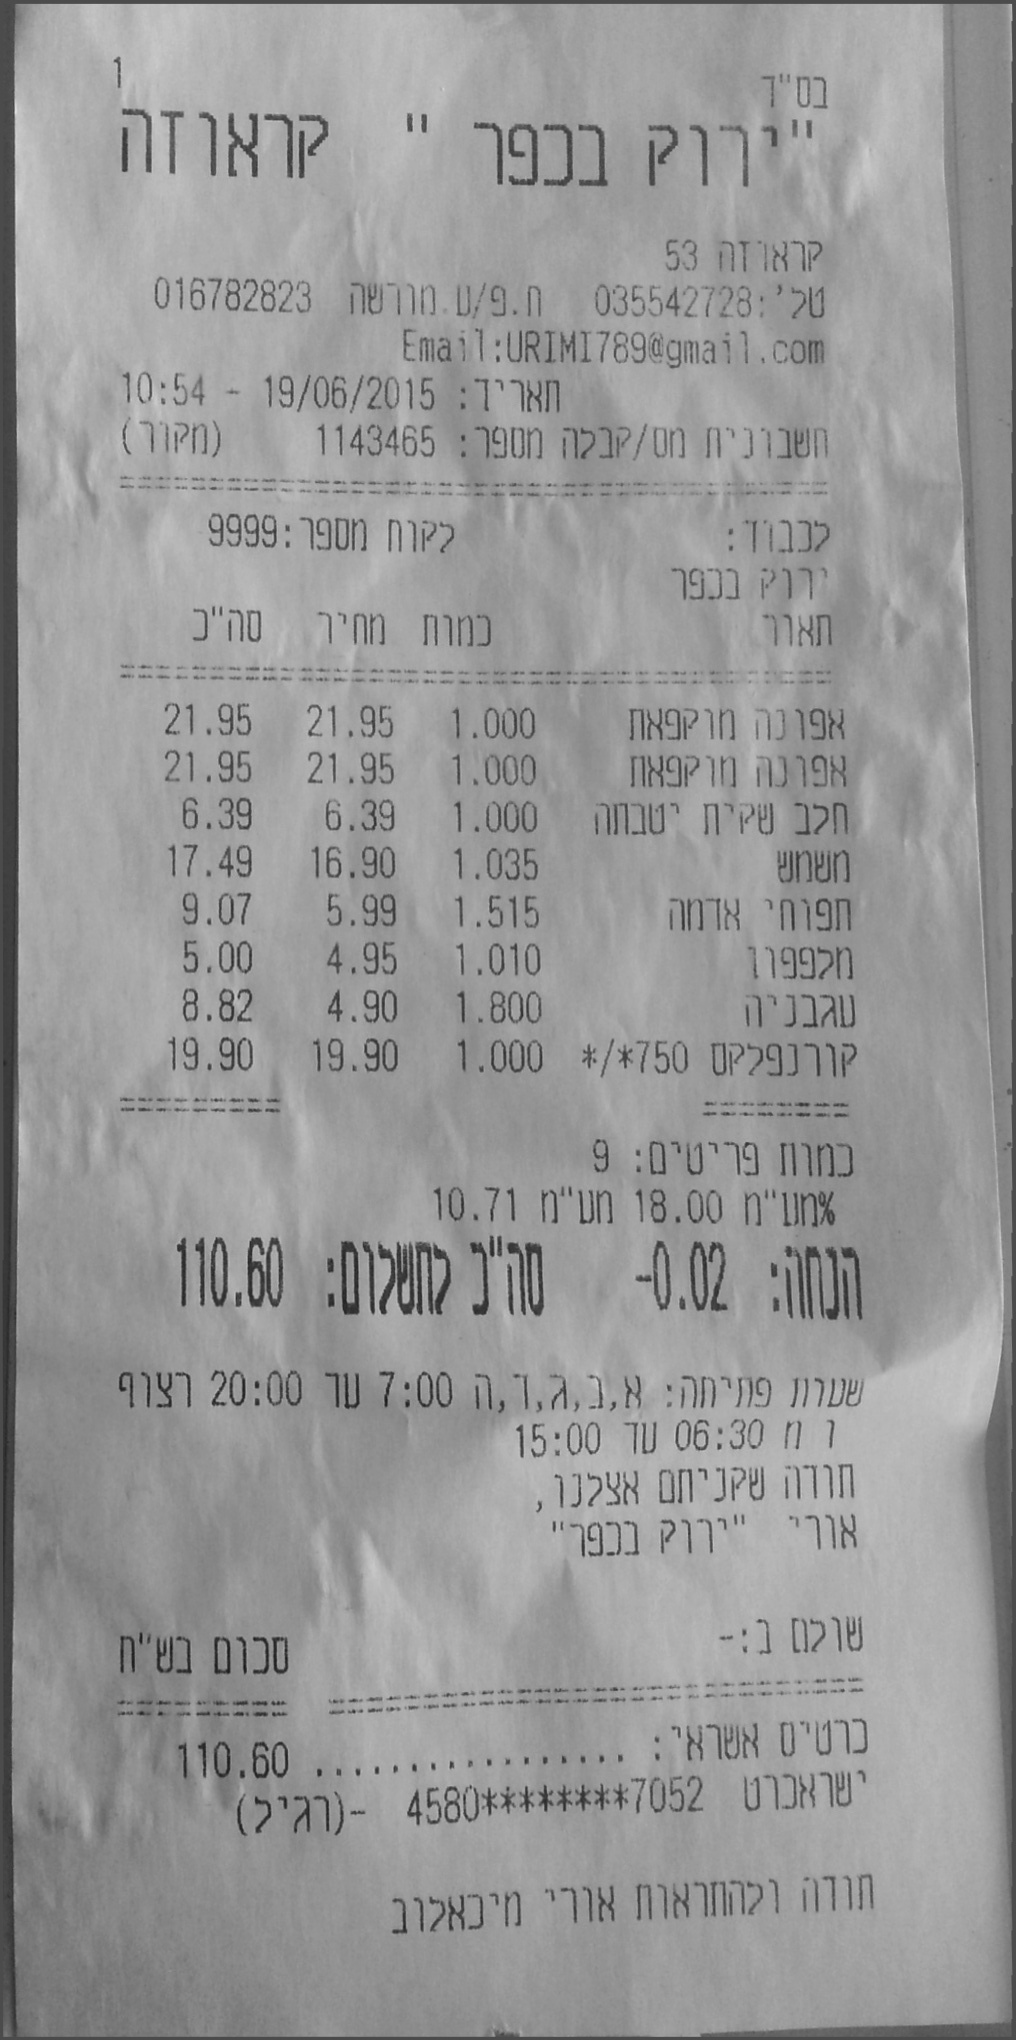 1
בס"ד
"ירוק בכפר " קראוזה
קראוזה 53
טל':035542728 ח.פ/ע.מורשה 016782823
Email:URIMI789@gmail.com
תאריך: 19/06/2015 - 10:54
חשבונית מס/קבלה מספר: 1143465 (מקור)
לכבוד: לקוח מספר:9999
ירוק בכפר
תאור כמות מחיר סה"כ
אפונה מוקפאת 1.000 21.95 21.95
אפונה מוקפאת 1.000 21.95 21.95
חלב שקית יטבתה 1.000 6.39 6.39
משמש 1.035 16.90 17.49
תפוחי אדמה 1.515 5.99 9.07
מלפפון 1.010 4.95 5.00
עגבניה 1.800 4.90 8.82
קורנפלקס 750*/* 1.000 19.90 19.90
כמות פריטים: 9
%מע"מ 18.00 מע"מ 10.71
הנחה: -0.02 סה"כ לתשלום: 110.60
שעות פתיחה: א,ב,ג,ד,ה 7:00 עד 20:00 רצוף
ו מ 06:30 עד 15:00
תודה שקניתם אצלנו,
אורי "ירוק בכפר"
שולם ב:- סכום בש"ח
כרטיס אשראי: ................ 110.60
ישראכרט 4580********7052 -(רגיל)
תודה ולהתראות אורי מיכאלוב